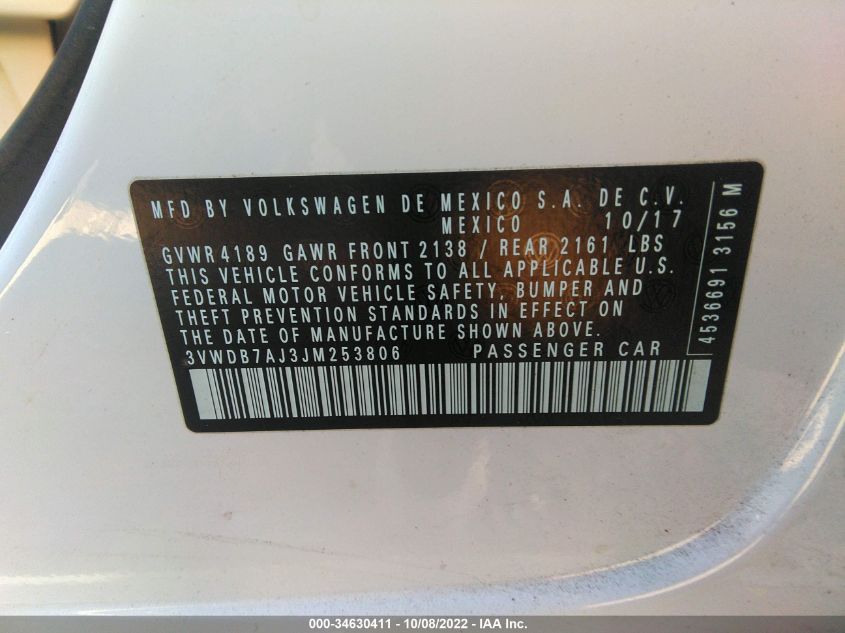 MFD BY VOLKSWAGEN DE MEXICO S.A. DE C.V.
MEXICO 10/17
GVWR 4189 GAWR FRONT 2138 / REAR 2161 LBS
THIS VEHICLE CONFORMS TO ALL APPLICABLE U.S.
FEDERAL MOTOR VEHICLE SAFETY, BUMPER AND
THEFT PREVENTION STANDARDS IN EFFECT ON
THE DATE OF MANUFACTURE SHOWN ABOVE.
3VWDB7AJ3JM253806 PASSENGER CAR
4536691 3156 M
000-34630411 - 10/08/2022 - IAA Inc.